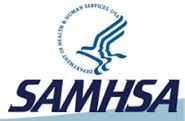 DEPARTMENT OF HEALTH & HUMAN SERVICES · USA
SAMHSA